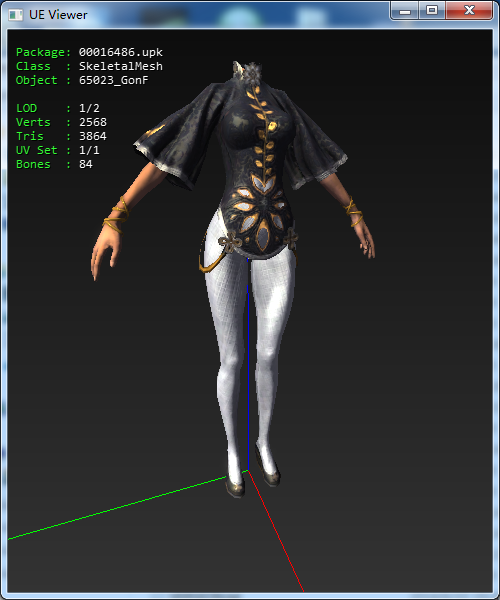 UE Viewer
Package: 00016486.upk
Class : SkeletalMesh
Object : 65023_GonF
LOD : 1/2
Verts : 2568
Tris : 3864
UV Set : 1/1
Bones : 84